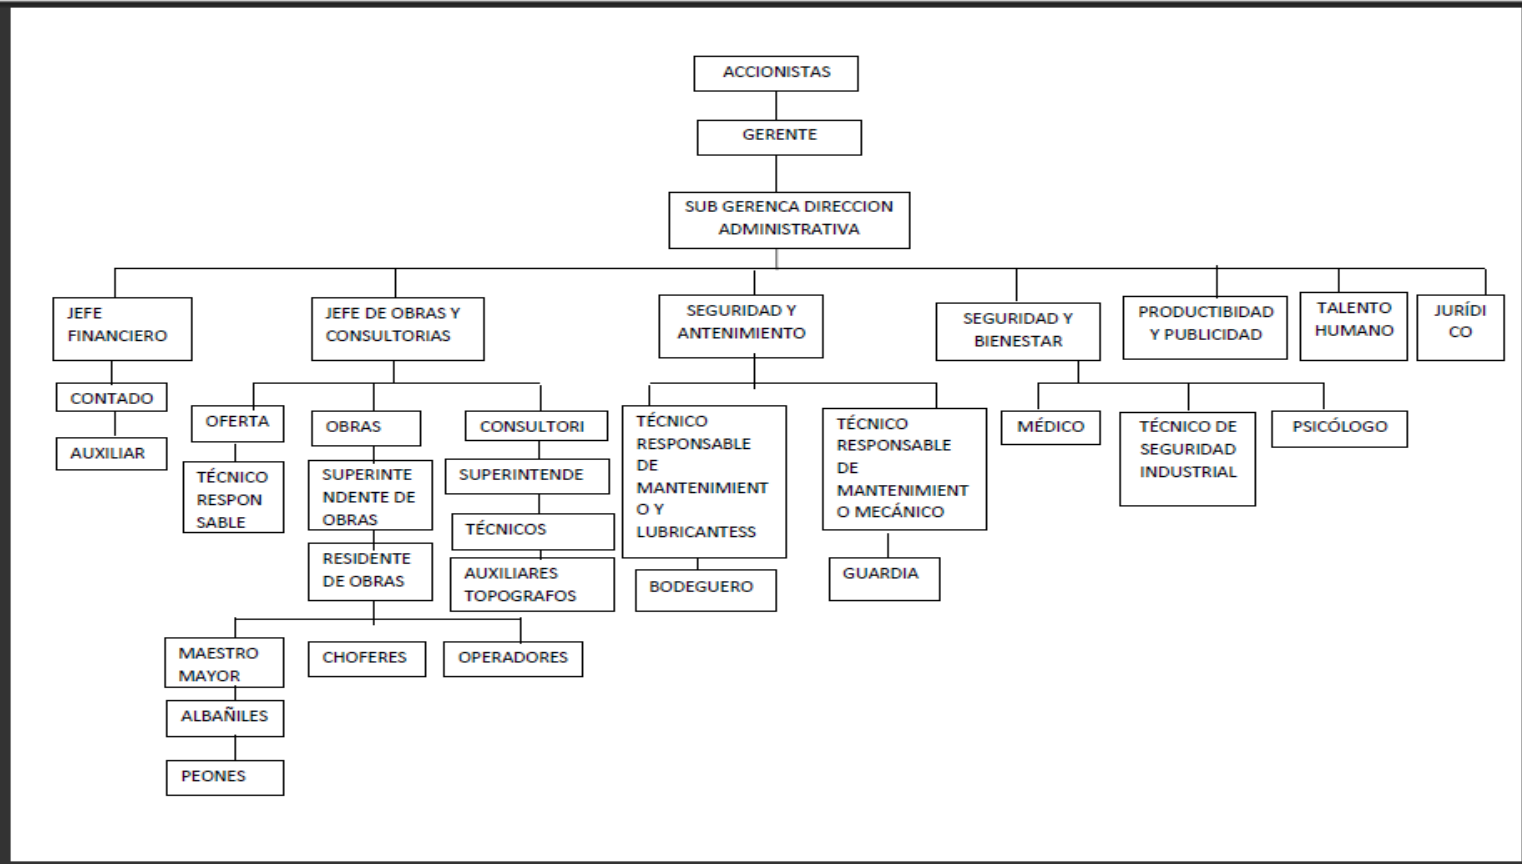 ACCIONISTAS
GERENTE
SUB GERENCA DIRECCION
ADMINISTRATIVA
JEFE
FINANCIERO
JEFE DE OBRAS Y
CONSULTORIAS
SEGURIDAD Y
ANTENIMIENTO
SEGURIDAD Y
BIENESTAR
PRODUCTIBIDAD
Y PUBLICIDAD
TALENTO
HUMANO
JURÍDI
CO
CONTADO
AUXILIAR
OFERTA
TÉCNICO
RESPON
SABLE
OBRAS
SUPERINTE
NDENTE DE
OBRAS
RESIDENTE
DE OBRAS
CONSULTORI
SUPERINTENDE
TÉCNICOS
AUXILIARES
TOPOGRAFOS
TÉCNICO
RESPONSABLE
DE
MANTENIMIENT
O Y
LUBRICANTESS
BODEGUERO
TÉCNICO
RESPONSABLE
DE
MANTENIMIENT
O MECÁNICO
GUARDIA
MÉDICO
TÉCNICO DE
SEGURIDAD
INDUSTRIAL
PSICÓLOGO
MAESTRO
MAYOR
ALBAÑILES
PEONES
CHOFERES
OPERADORES